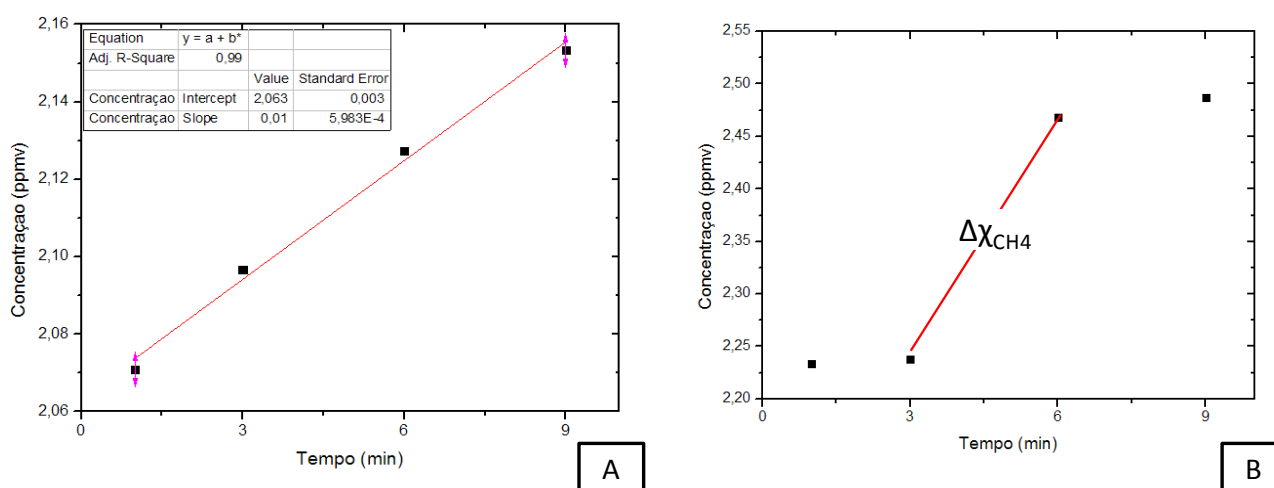 2,16
2,14
2,12
2,10
2,08
2,06
Concentraçao (ppmv)
Equation y = a + b*
Adj. R-Square 0,99
Value Standard Error
Concentraçao Intercept 2,063 0,003
Concentraçao Slope 0,01 5,983E-4
0 3 6 9
Tempo (min)
A
2,55
2,50
2,45
2,40
2,35
2,30
2,25
2,20
Concentraçao (ppmv)
ΔχCH4
0 3 6 9
Tempo (min)
B